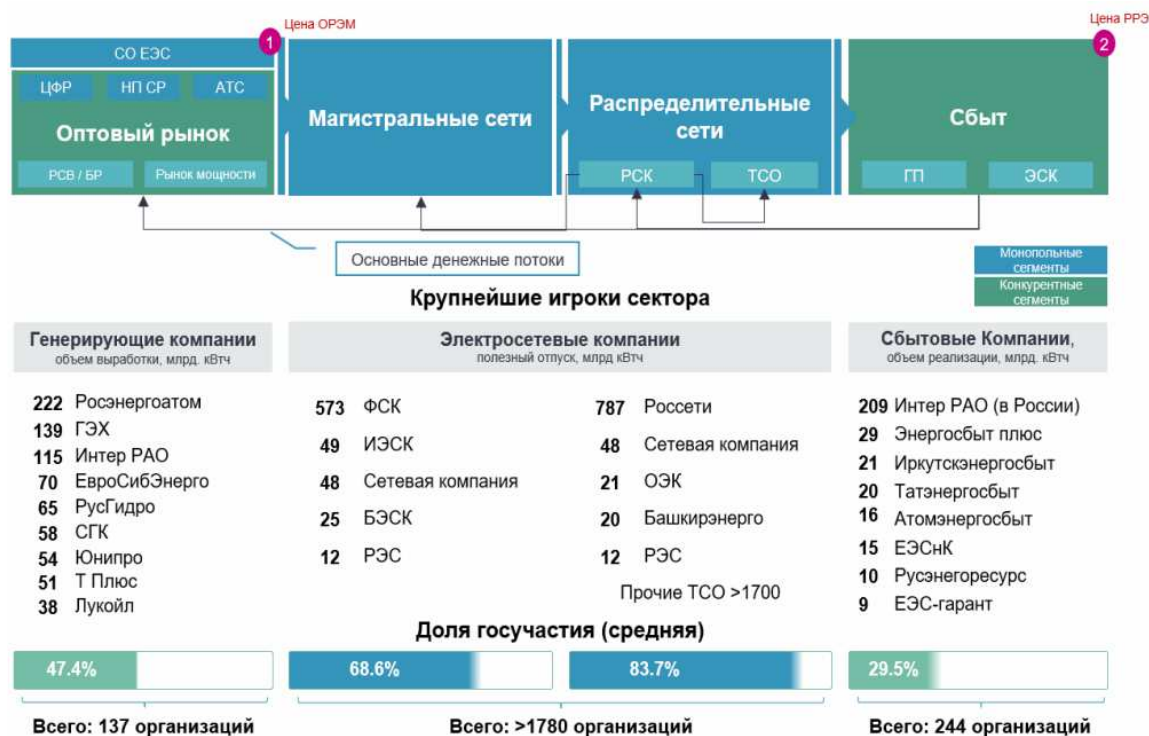 Цена ОРЭМ
Цена РРЭ
1
2
СО ЕЭС
ЦФР НП СР АТС
Оптовый рынок
РСВ / БР Рынок мощности
Магистральные сети
Распределительные
сети
РСК ТСО
Сбыт
ГП ЭСК
Основные денежные потоки
Монопольные
сегменты
Конкурентные
сегменты
Крупнейшие игроки сектора
Генерирующие компании
объем выработки, млрд. кВтч
Электросетевые компании
полезный отпуск, млрд кВтч
Сбытовые Компании,
объем реализации, млрд. кВтч
222 Росэнергоатом
139 ГЭХ
115 Интер РАО
70 ЕвроСибЭнерго
65 РусГидро
58 СГК
54 Юнипро
51 Т Плюс
38 Лукойл
573 ФСК
49 ИЭСК
48 Сетевая компания
25 БЭСК
12 РЭС
787 Россети
48 Сетевая компания
21 ОЭК
20 Башкирэнерго
12 РЭС
Прочие ТСО >1700
209 Интер РАО (в России)
29 Энергосбыт плюс
21 Иркутскэнергосбыт
20 Татэнергосбыт
16 Атомэнергосбыт
15 ЕЭСнК
10 Русэнегоресурс
9 ЕЭС-гарант
Доля госучастия (средняя)
47.4%
68.6%
83.7%
29.5%
Всего: 137 организаций
Всего: >1780 организаций
Всего: 244 организаций